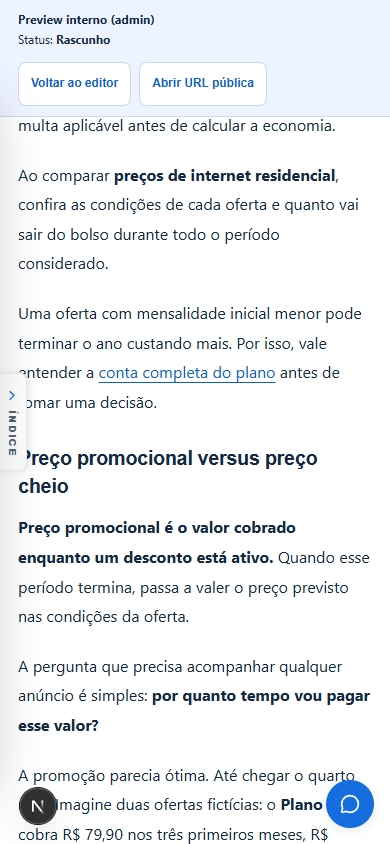 Preview interno (admin)
Status: Rascunho
Voltar ao editor
Abrir URL pública
multa aplicável antes de calcular a economia.
Ao comparar preços de internet residencial,
confira as condições de cada oferta e quanto vai
sair do bolso durante todo o período
considerado.
Uma oferta com mensalidade inicial menor pode
terminar o ano custando mais. Por isso, vale
entender a conta completa do plano antes de
tomar uma decisão.
ÍNDICE
Preço promocional versus preço
cheio
Preço promocional é o valor cobrado
enquanto um desconto está ativo. Quando esse
período termina, passa a valer o preço previsto
nas condições da oferta.
A pergunta que precisa acompanhar qualquer
anúncio é simples: por quanto tempo vou pagar
esse valor?
A promoção parecia ótima. Até chegar o quarto
N
Imagine duas ofertas fictícias: o Plano
cobra R$ 79,90 nos três primeiros meses, R$